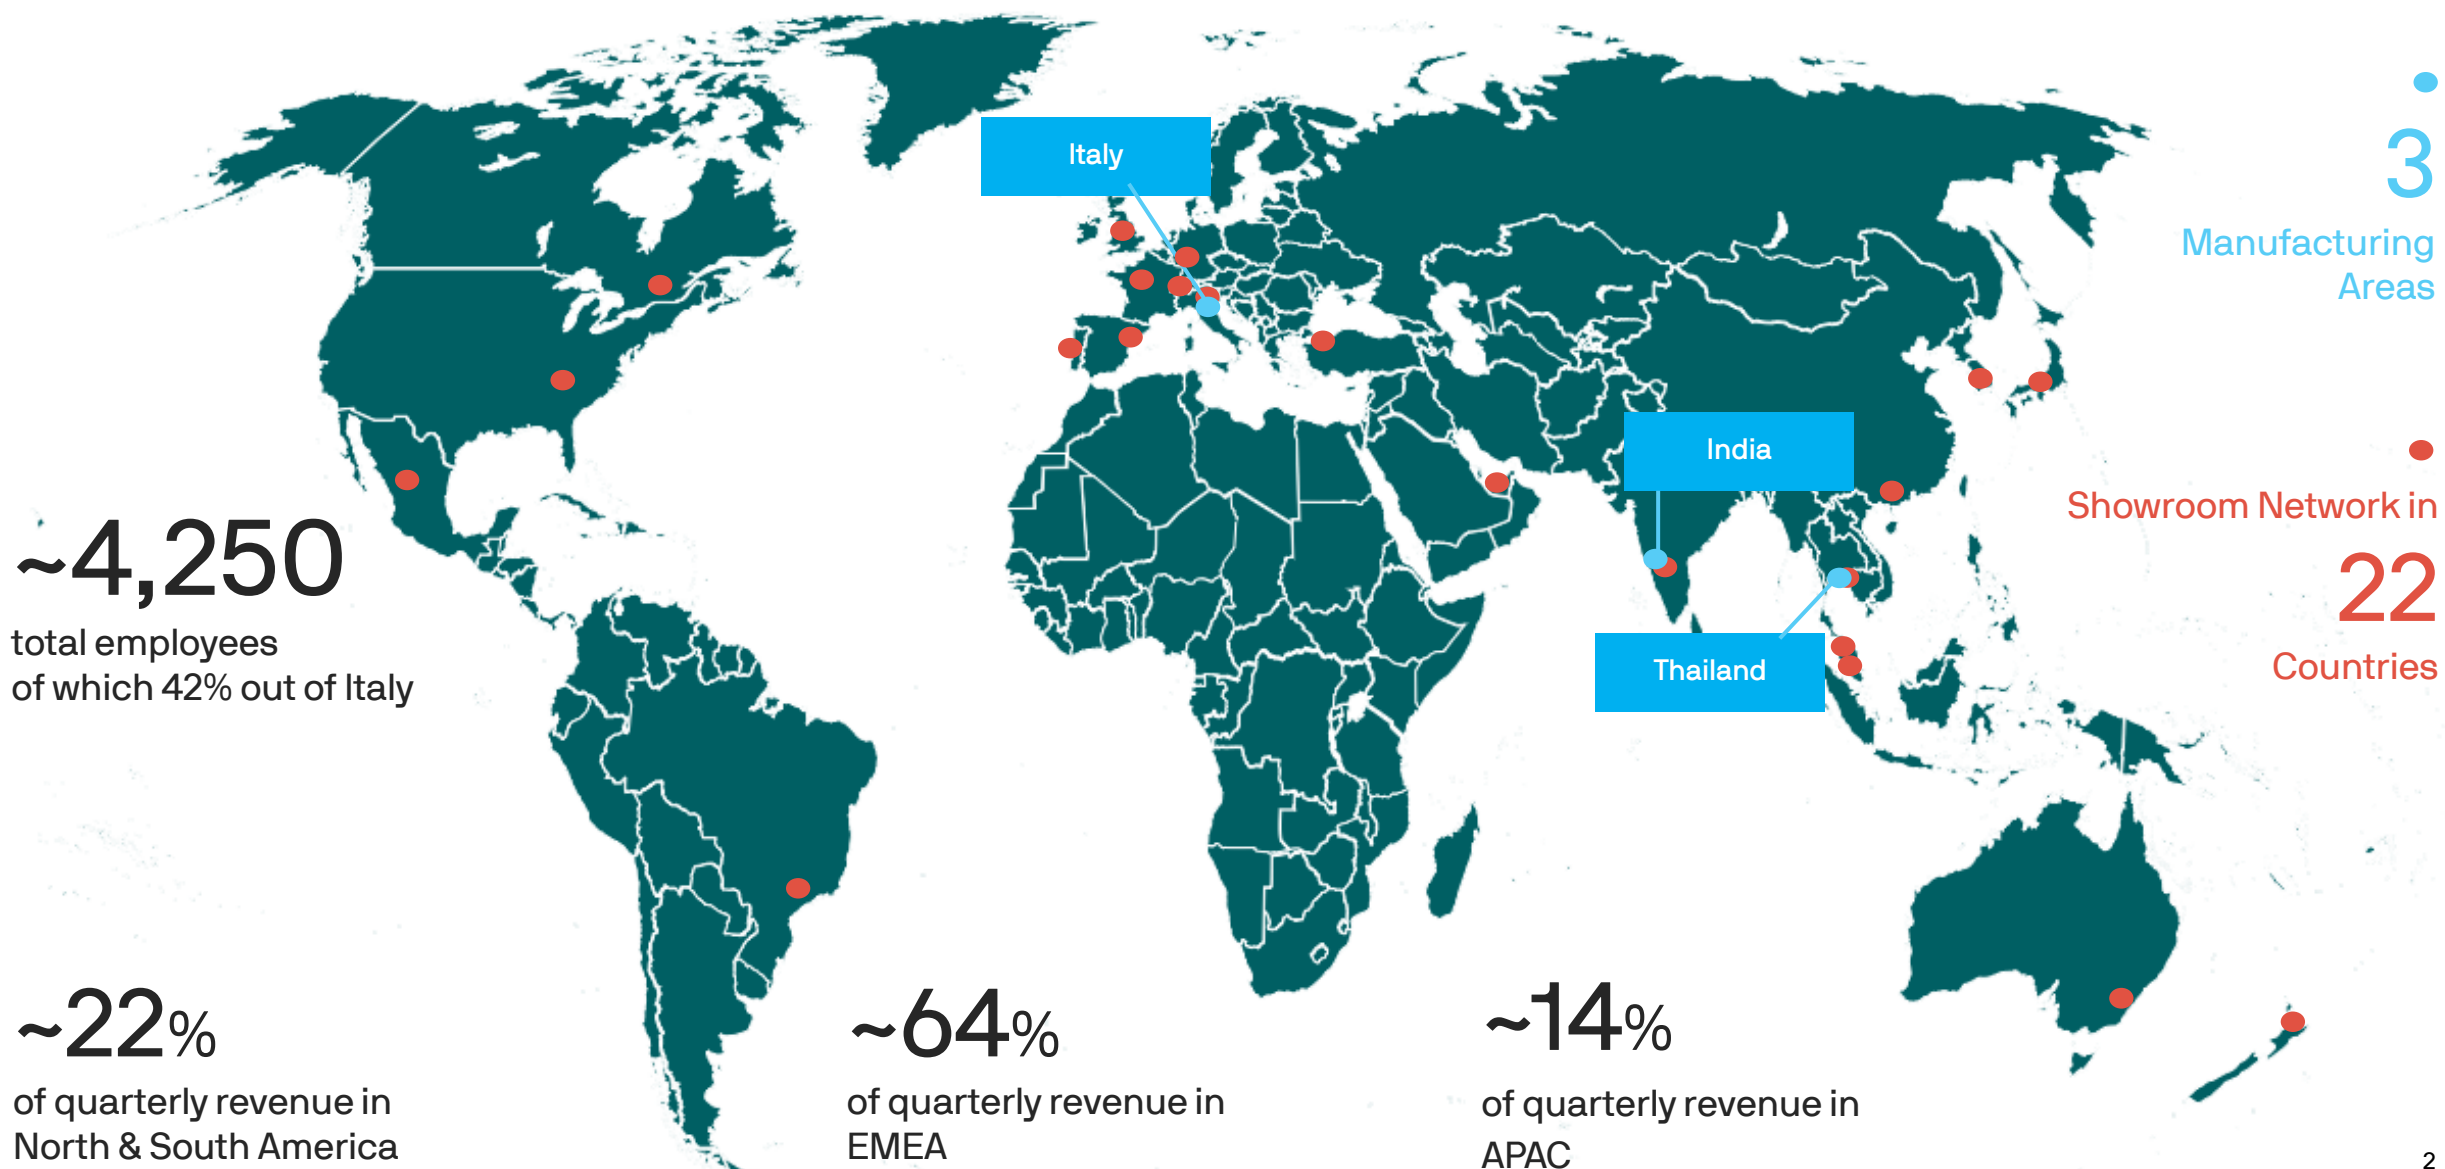 Italy
3
Manufacturing
Areas
India
Showroom Network in
22
Countries
~4,250
total employees
of which 42% out of Italy
Thailand
~22%
of quarterly revenue in
North & South America
~64%
of quarterly revenue in
EMEA
~14%
of quarterly revenue in
APAC
2